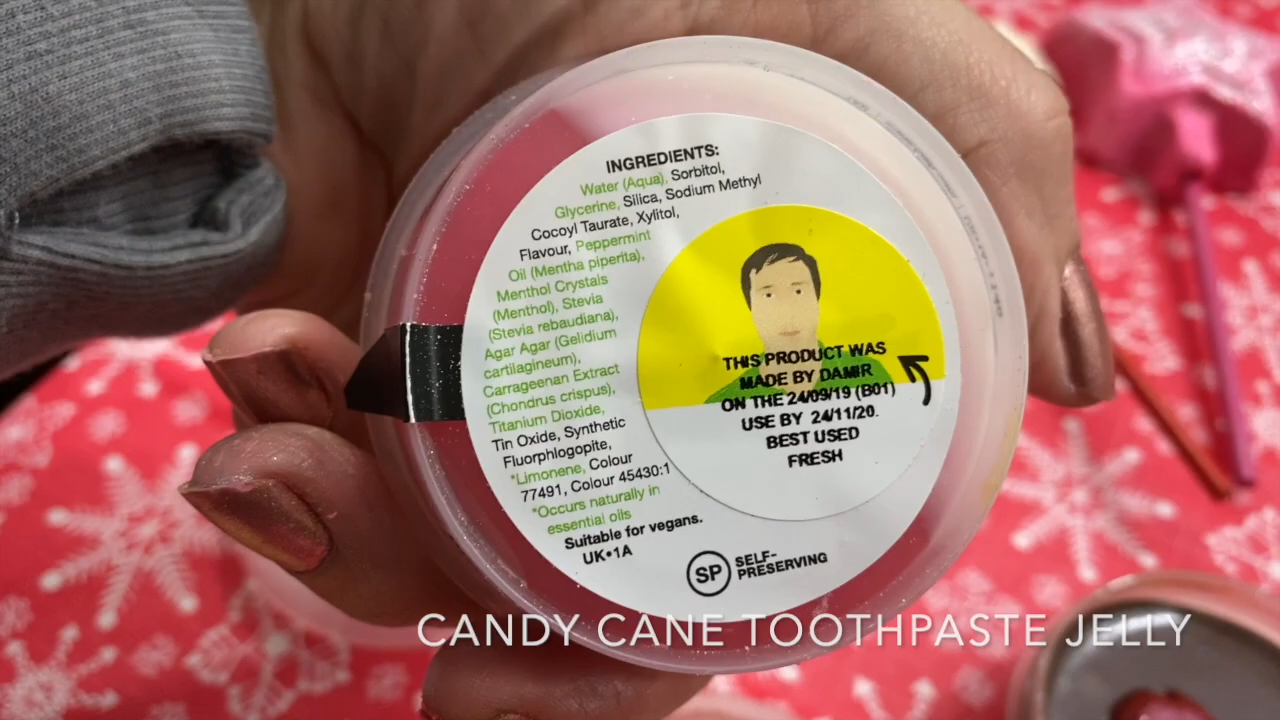 INGREDIENTS:
Water (Aqua), Sorbitol,
Glycerine, Silica, Sodium Methyl
Cocoyl Taurate, Xylitol,
Flavour, Peppermint
Oil (Mentha piperita),
Menthol Crystals
(Menthol), Stevia
(Stevia rebaudiana),
Agar Agar (Gelidium
cartilagineum),
Carrageenan Extract
(Chondrus crispus),
Titanium Dioxide,
Tin Oxide, Synthetic
Fluorphlogopite,
*Limonene, Colour
77491, Colour 45430:1
*Occurs naturally in
essential oils
Suitable for vegans.
UK•1A
THIS PRODUCT WAS
MADE BY DAMIR
ON THE 24/09/19 (B01)
USE BY 24/11/20.
BEST USED
FRESH
SP
SELF-
PRESERVING
CANDY CANE TOOTHPASTE JELLY